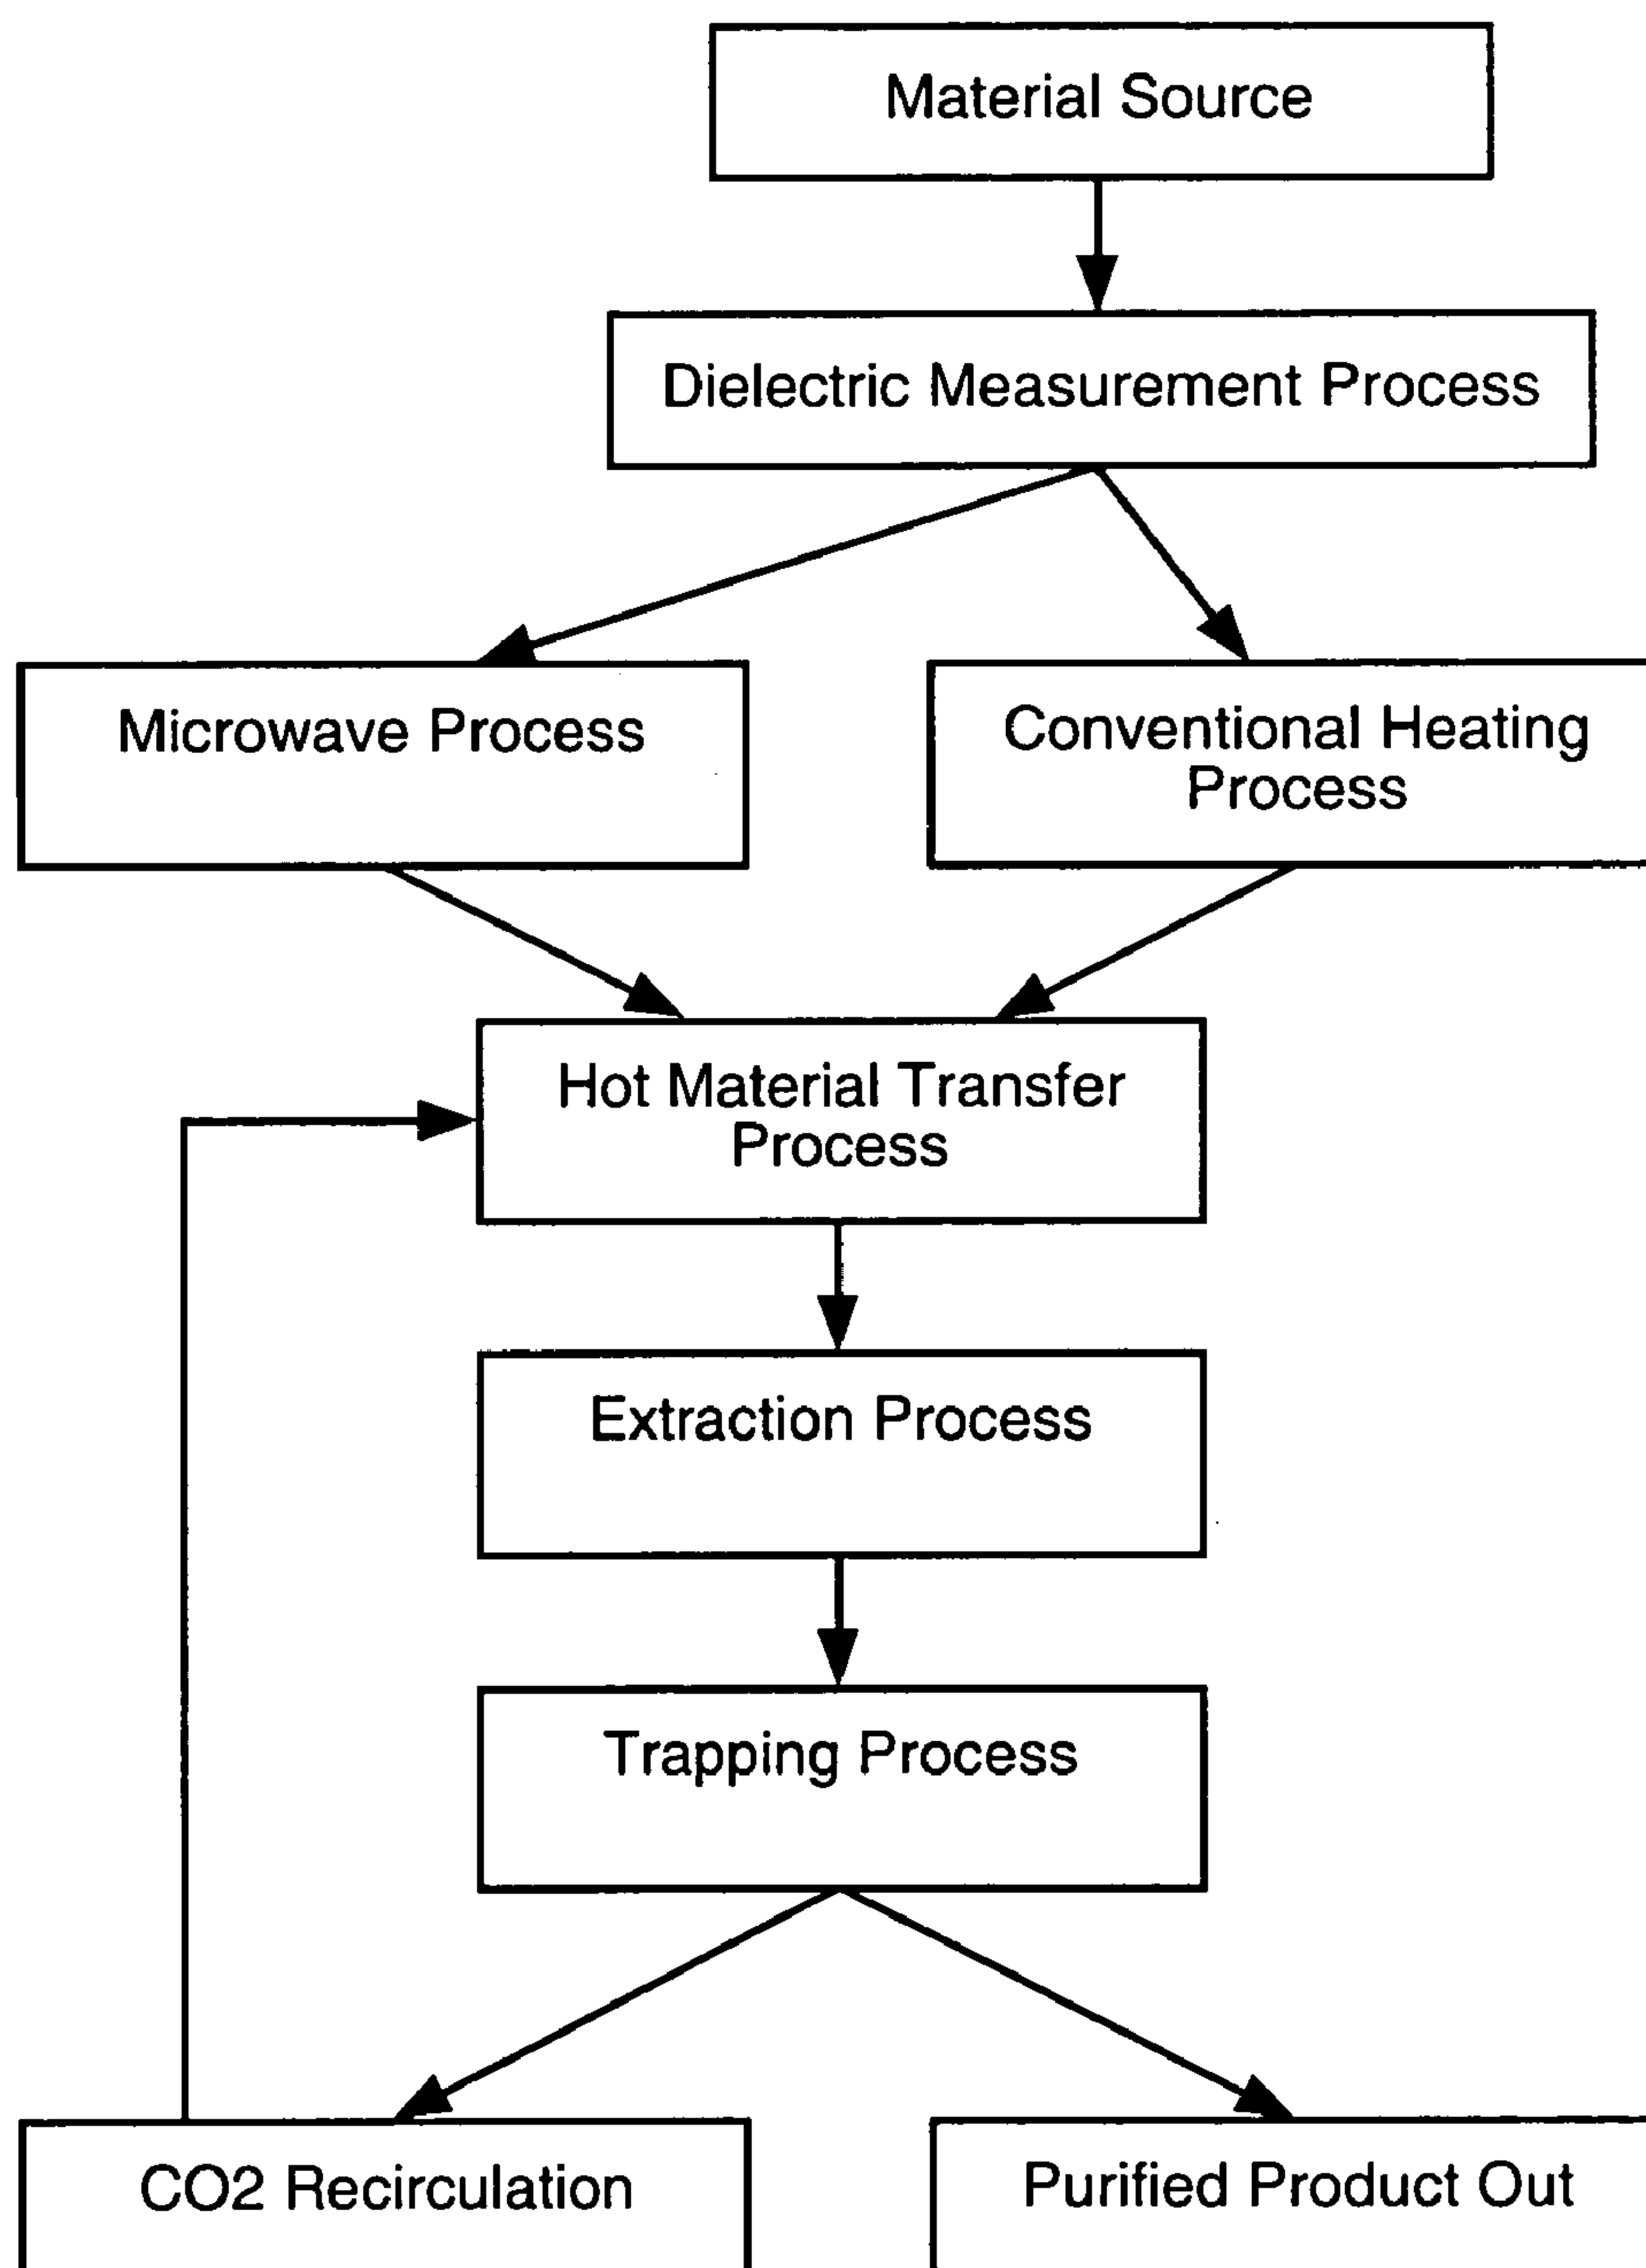 Material Source
Dielectric Measurement Process
Microwave Process
Conventional Heating
Process
Hot Material Transfer
Process
Extraction Process
Trapping Process
CO2 Recirculation
Purified Product Out